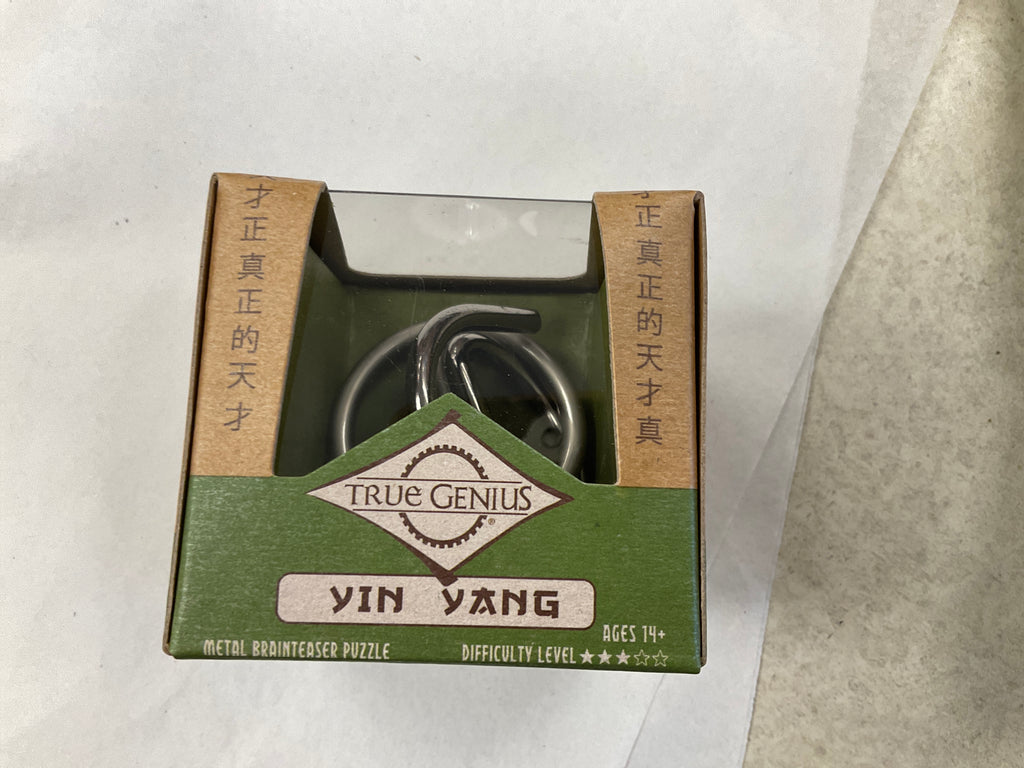 才正真正的天才
正真正的天才真
TRUE GENIUS®
YIN YANG
AGES 14+
METAL BRAINTEASER PUZZLE
DIFFICULTY LEVEL ★★★☆☆